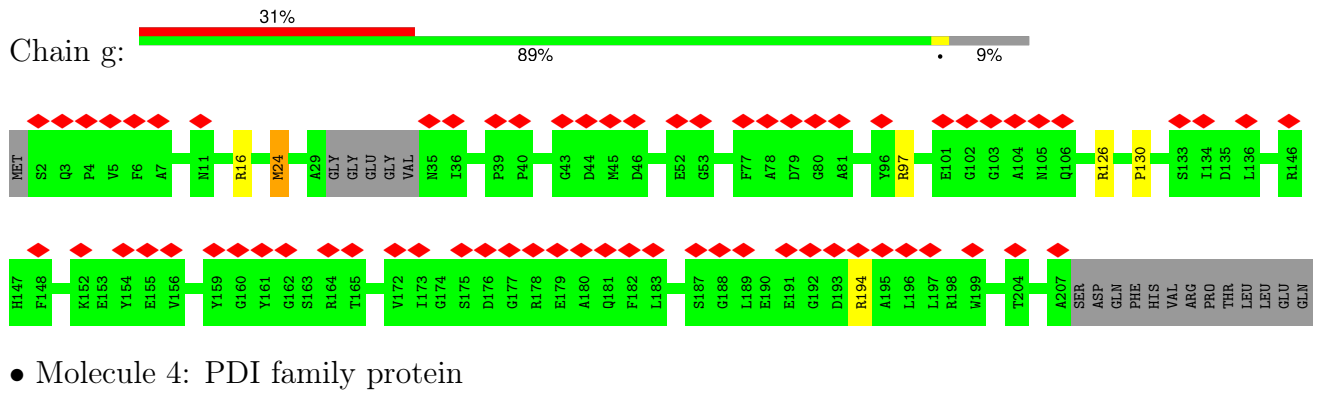 31%
Chain g:
89% • 9%
MET S2 Q3 P4 V5 F6 A7 N11 R16 M24 A29 GLY GLY GLU GLY VAL N35 I36 P39 P40 G43 D44 M45 D46 E52 G53 F77 A78 D79 G80 A81 Y96 R97 E101 G102 G103 A104 N105 Q106 R126 P130 S133 I134 D135 L136 R146
H147 F148 K152 E153 Y154 E155 V156 Y159 G160 Y161 G162 S163 R164 T165 V172 I173 G174 S175 D176 G177 R178 E179 A180 Q181 F182 L183 S187 G188 L189 E190 E191 G192 D193 R194 A195 L196 L197 R198 W199 T204 A207 SER ASP GLN PHE HIS VAL ARG PRO THR LEU LEU GLU GLN
• Molecule 4: PDI family protein